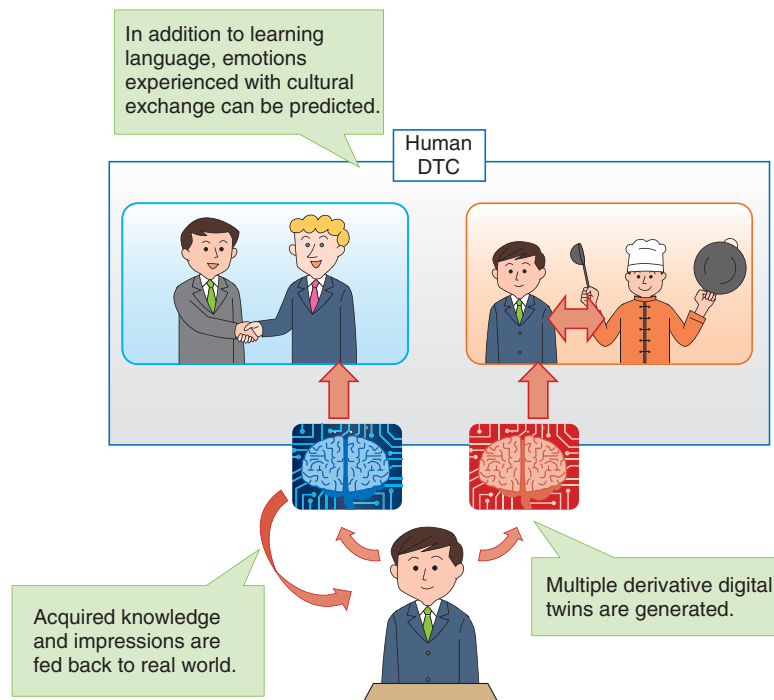 In addition to learning
language, emotions
experienced with cultural
exchange can be predicted.
Human
DTC
Acquired knowledge
and impressions are
fed back to real world.
Multiple derivative digital
twins are generated.